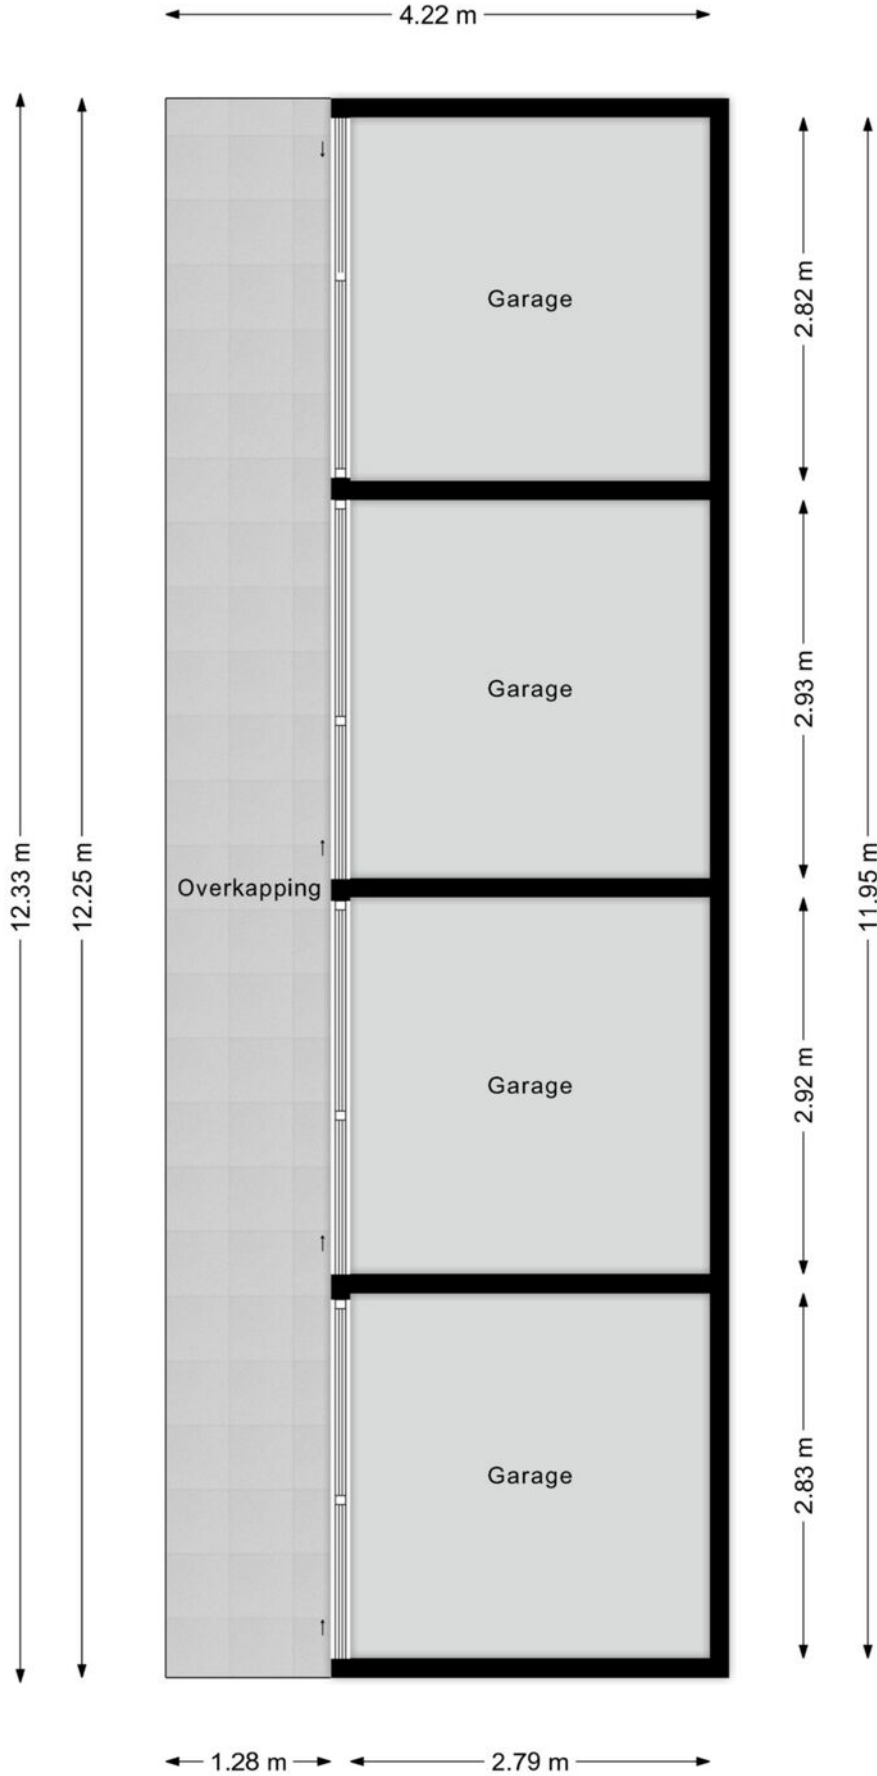 4.22 m
Garage
2.82 m
Garage
2.93 m
12.33 m
12.25 m
Overkapping
11.95 m
Garage
2.92 m
Garage
2.83 m
1.28 m
2.79 m